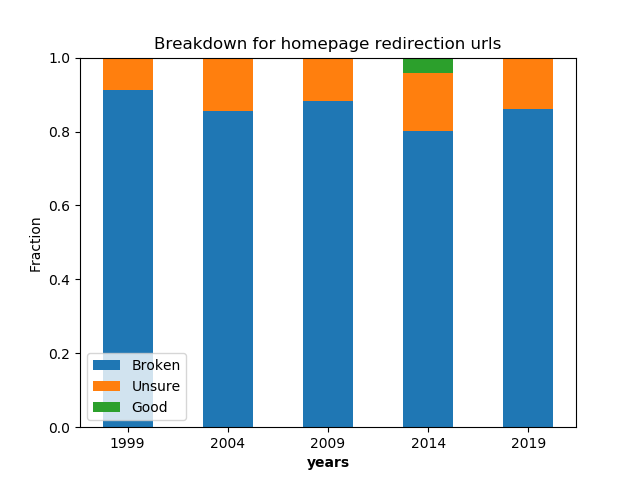 Breakdown for homepage redirection urls
1.0
0.8
0.6
0.4
0.2
0.0
Fraction
Broken
Unsure
Good
1999 2004 2009 2014 2019
years